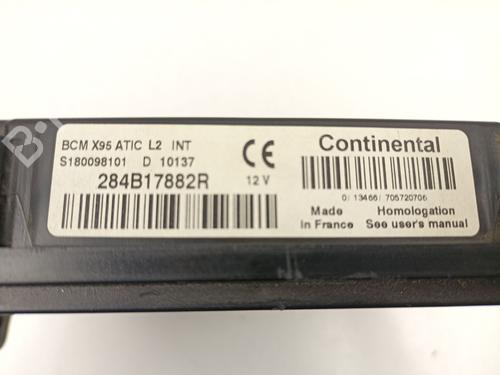 BCM X95 ATIC L2 INT
S180098101 D 10137
284B17882R
12 V
Continental
0/ 13466/ 705720706
Made in France
Homologation See user's manual